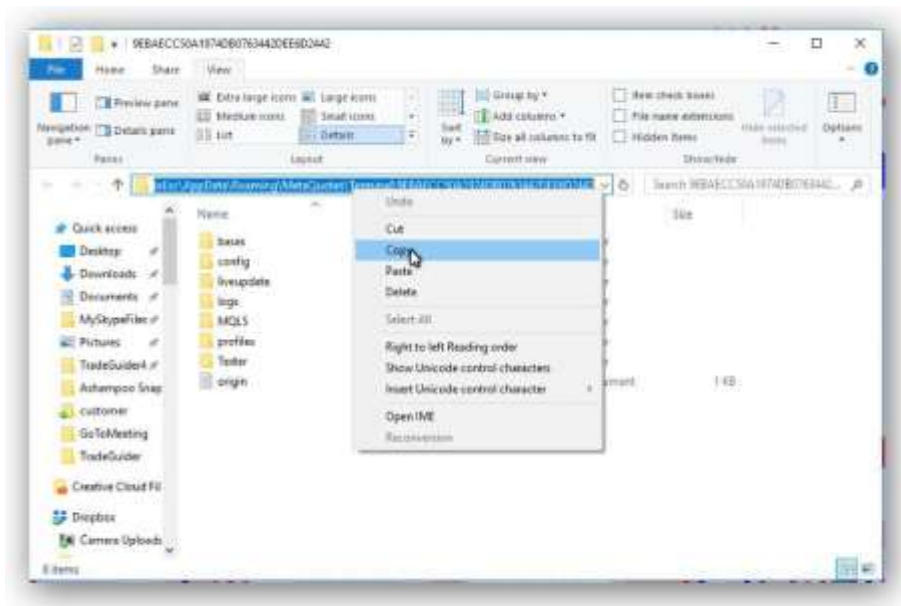 File Home Share View
Preview pane
Navigation pane
Details pane
Extra large icons Large icons
Medium icons Small icons
List Details
Sort by
Group by
Add columns
Size all columns to fit
Item check boxes
File name extensions
Hidden items
Hide selected items
Options
Panes Layout Current view Show/hide
Name Size
Quick access
Desktop
Downloads
Documents
MySkypeFiles
Pictures
TradeGuider4
Ashampoo Snap
customer
GoToMeeting
TradeGuider
Creative Cloud Fil
Dropbox
Camera Uploads
bases
config
liveupdate
logs
MQL5
profiles
Tester
origin
1 KB
Undo
Cut
Copy
Paste
Delete
Select All
Right to left Reading order
Show Unicode control characters
Insert Unicode control character
Open IME
Reconversion
8 items